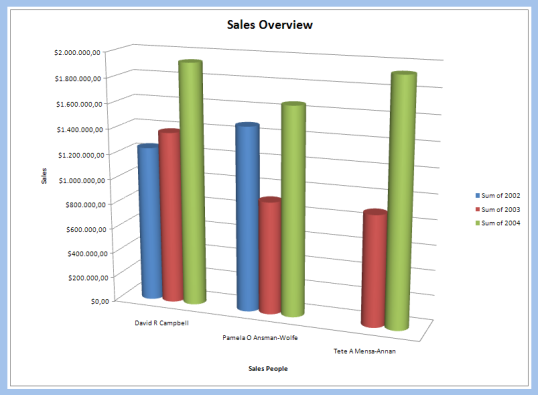 Sales Overview
$2.000.000,00
$1.800.000,00
$1.600.000,00
$1.400.000,00
$1.200.000,00
$1.000.000,00
$800.000,00
$600.000,00
$400.000,00
$200.000,00
$0,00
Sales
David R Campbell
Pamela O Ansman-Wolfe
Tete A Mensa-Annan
Sales People
Sum of 2002
Sum of 2003
Sum of 2004